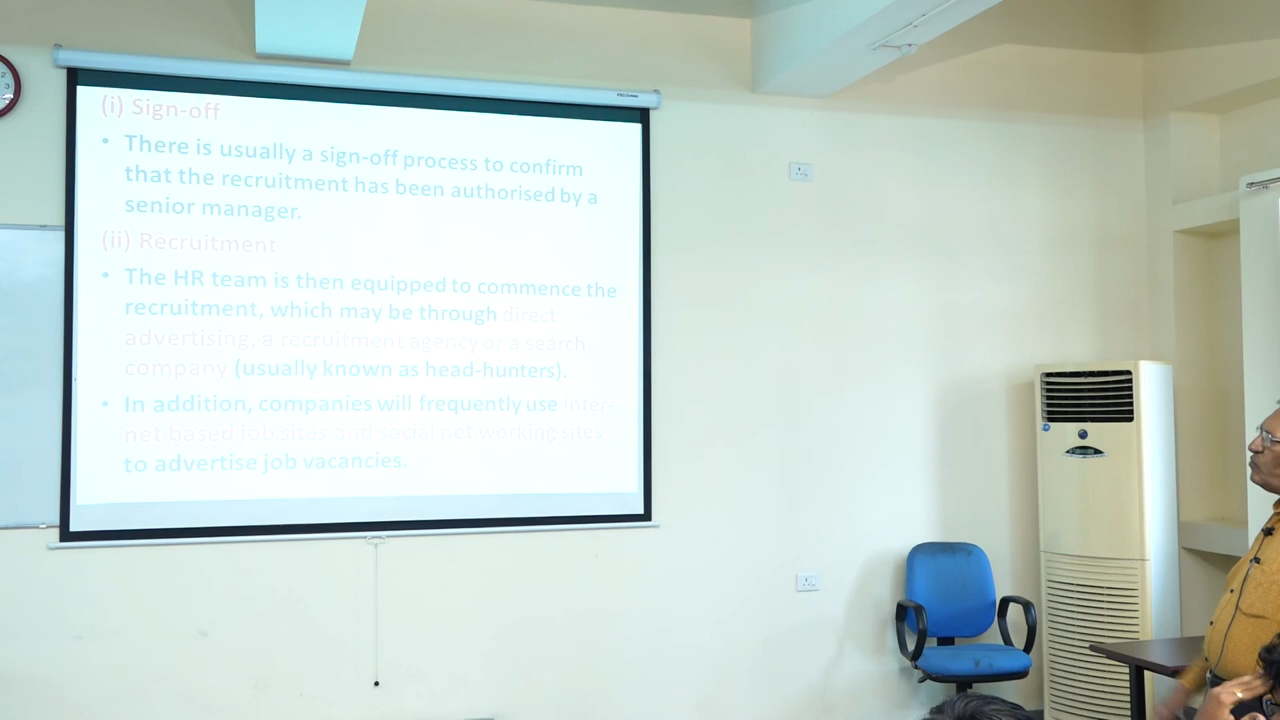 (i) Sign-off
• There is usually a sign-off process to confirm
that the recruitment has been authorised by a
senior manager.
(ii) Recruitment
• The HR team is then equipped to commence the
recruitment, which may be through direct
advertising, a recruitment agency or a search
company (usually known as head-hunters).
• In addition, companies will frequently use inter-
net based job sites and social net working sites
to advertise job vacancies.
2
3